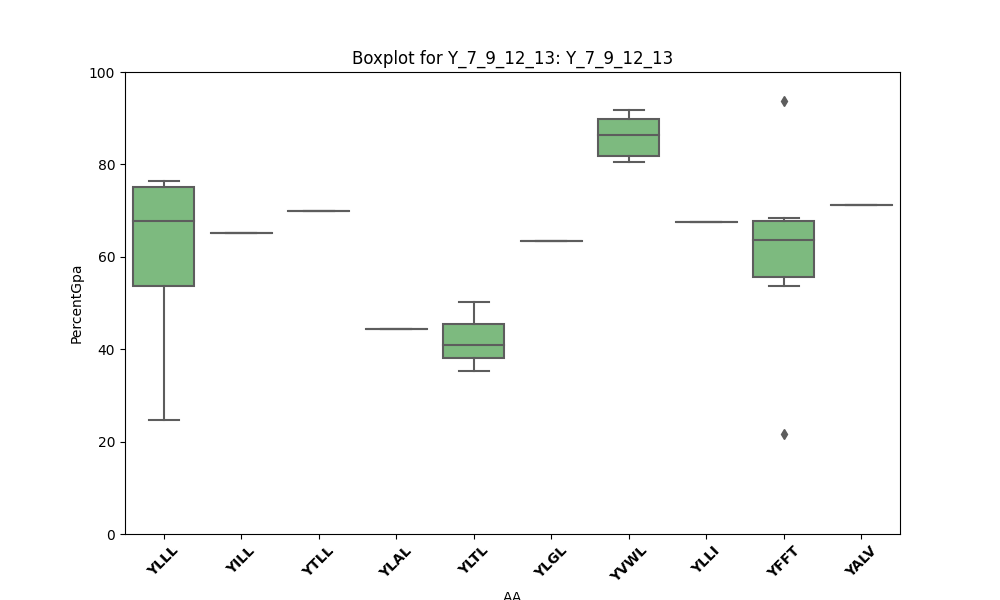 Boxplot for Y_7_9_12_13: Y_7_9_12_13
100
80
60
40
20
0
PercentGpa
YLLL
YILL
YTLL
YLAL
YLTL
YLGL
YVWL
YLLI
YFFT
YALV
AA